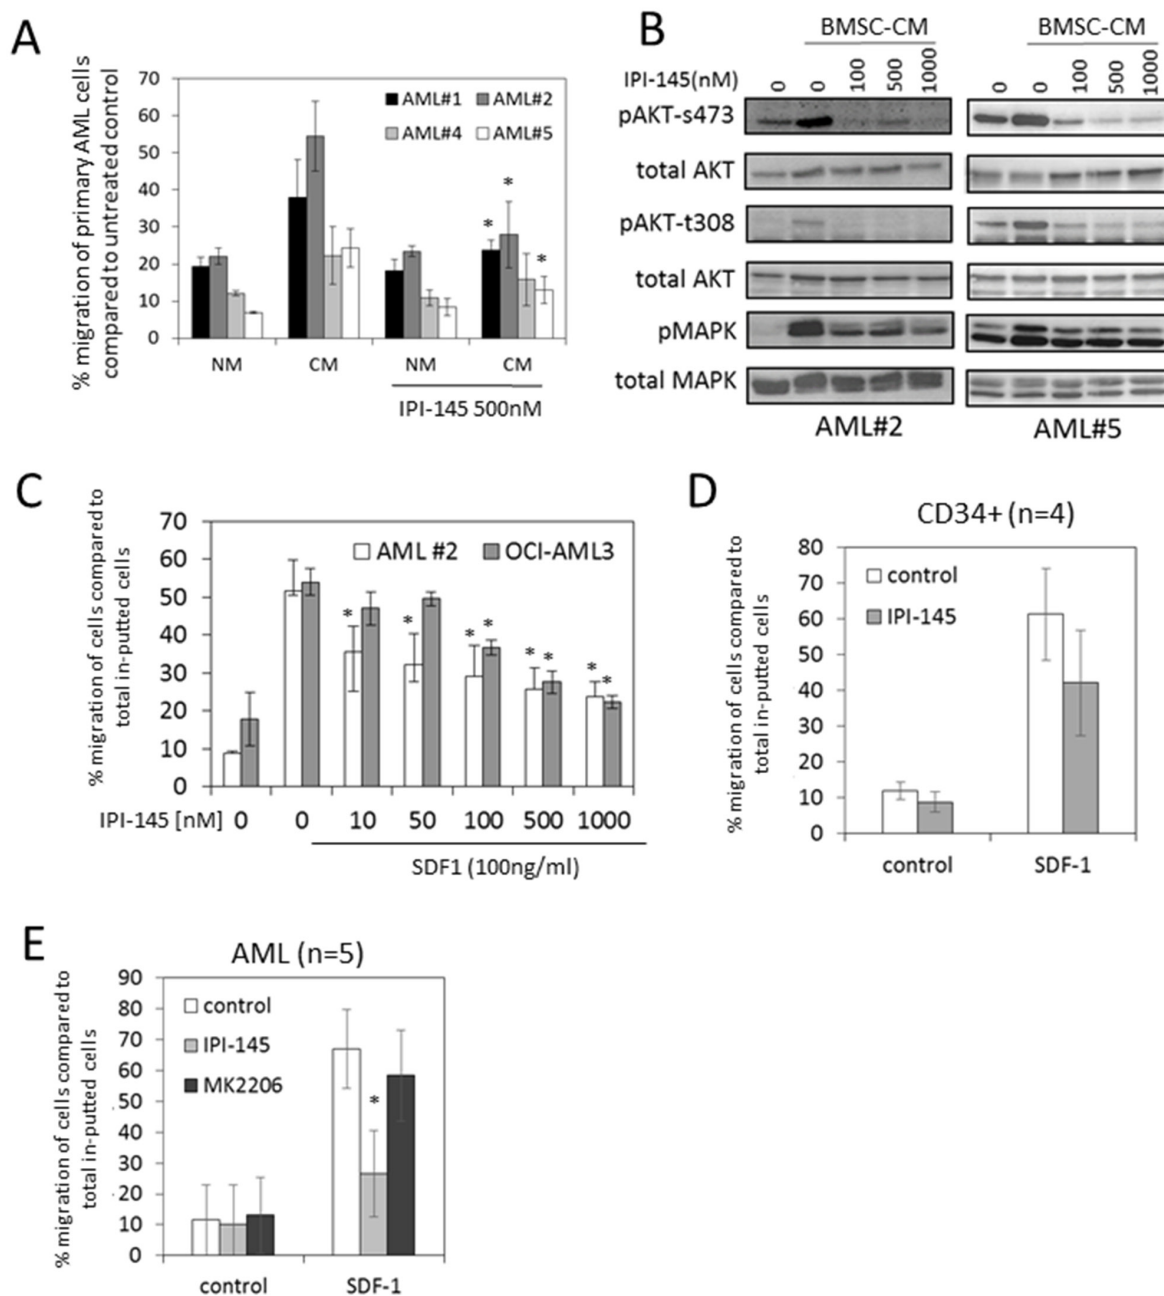 A
% migration of primary AML cells
compared to untreated control
70
60
50
40
30
20
10
0
AML#1 AML#2
AML#4 AML#5
* * *
NM CM NM CM
IPI-145 500nM
B
BMSC-CM BMSC-CM
IPI-145(nM) 0 0 100 500 1000 0 0 100 500 1000
pAKT-s473
total AKT
pAKT-t308
total AKT
pMAPK
total MAPK
AML#2 AML#5
C
% migration of cells compared to
total in-putted cells
70
60
50
40
30
20
10
0
AML #2 OCI-AML3
* * * * * * * *
IPI-145 [nM] 0 0 10 50 100 500 1000
SDF1 (100ng/ml)
D
CD34+ (n=4)
% migration of cells compared to
total in-putted cells
80
70
60
50
40
30
20
10
0
control
IPI-145
control SDF-1
E
AML (n=5)
% migration of cells compared to
total in-putted cells
90
80
70
60
50
40
30
20
10
0
control
IPI-145
MK2206
*
control SDF-1